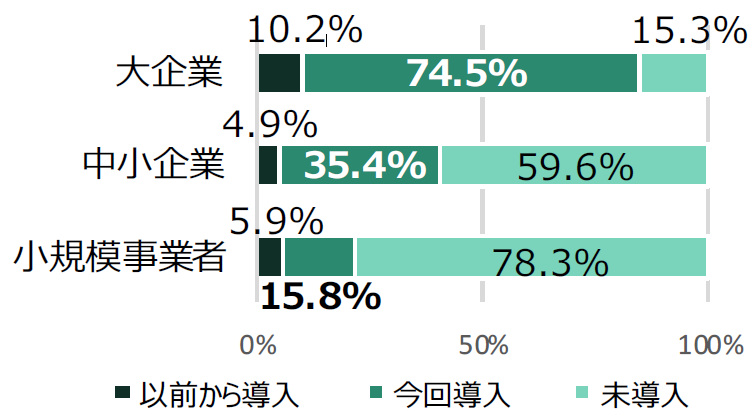 10.2% 15.3%
大企業 74.5%
4.9%
中小企業 35.4% 59.6%
5.9%
小規模事業者 78.3%
15.8%
0% 50% 100%
以前から導入 今回導入 未導入